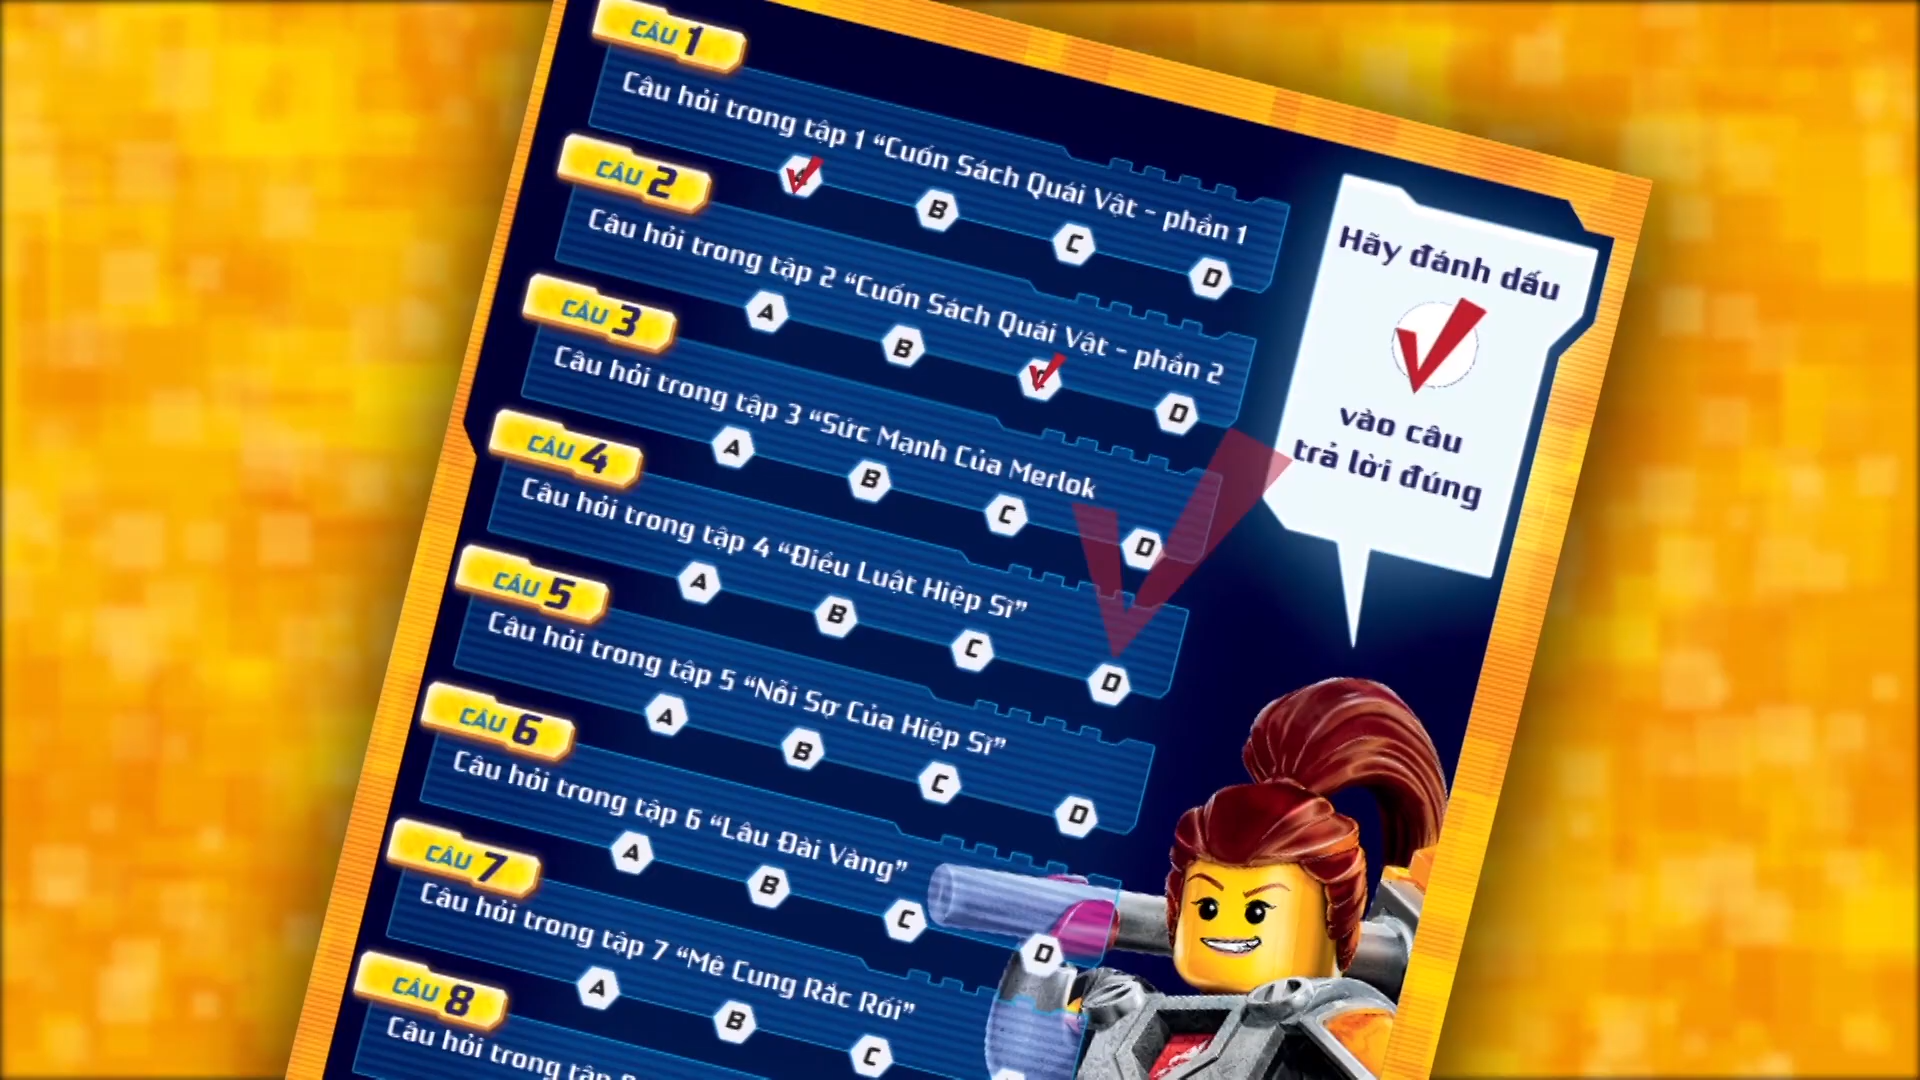 CÂU 1
Câu hỏi trong tập 1 “Cuốn Sách Quái Vật - phần 1
B C D
CÂU 2
Câu hỏi trong tập 2 “Cuốn Sách Quái Vật - phần 2
A B D
CÂU 3
Câu hỏi trong tập 3 “Sức Mạnh Của Merlok
A B C D
CÂU 4
Câu hỏi trong tập 4 “Điều Luật Hiệp Sĩ”
A B C D
CÂU 5
Câu hỏi trong tập 5 “Nỗi Sợ Của Hiệp Sĩ”
A B C D
CÂU 6
Câu hỏi trong tập 6 “Lâu Đài Vàng”
A B C D
CÂU 7
Câu hỏi trong tập 7 “Mê Cung Rắc Rối”
A B C
CÂU 8
Câu hỏi trong tập
Hãy đánh dấu
vào câu
trả lời đúng